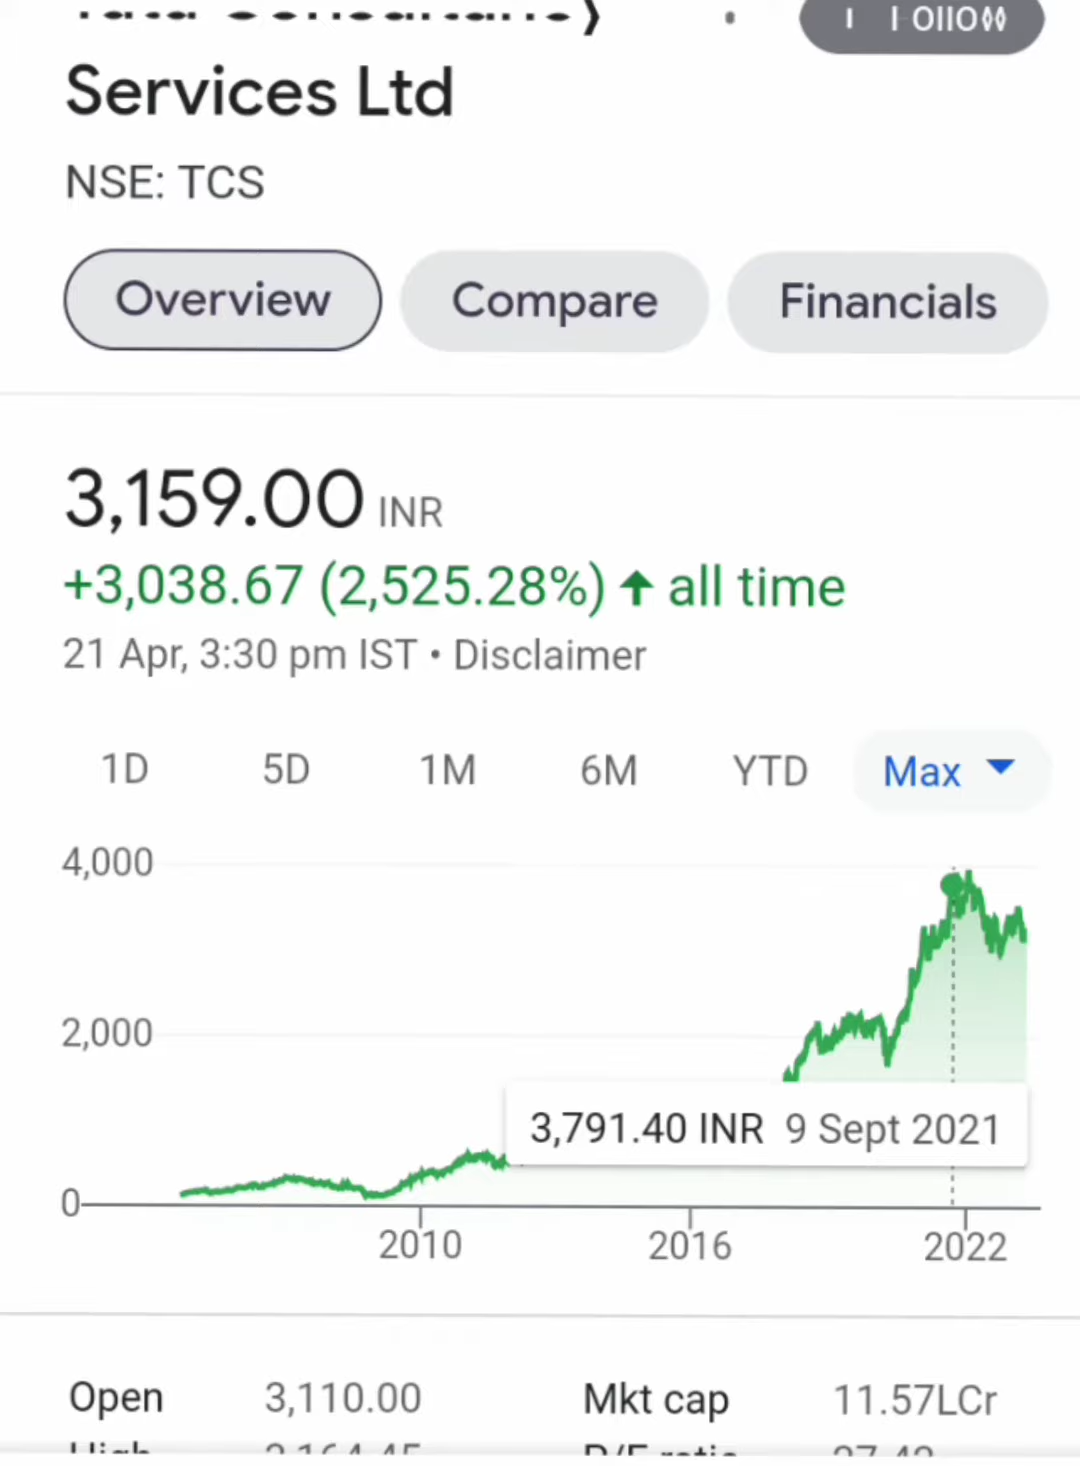 Services Ltd
NSE: TCS
Overview Compare Financials
3,159.00 INR
+3,038.67 (2,525.28%) ↑ all time
21 Apr, 3:30 pm IST • Disclaimer
1D 5D 1M 6M YTD Max
4,000
2,000
3,791.40 INR 9 Sept 2021
0
2010 2016 2022
Open 3,110.00 Mkt cap 11.57LCr